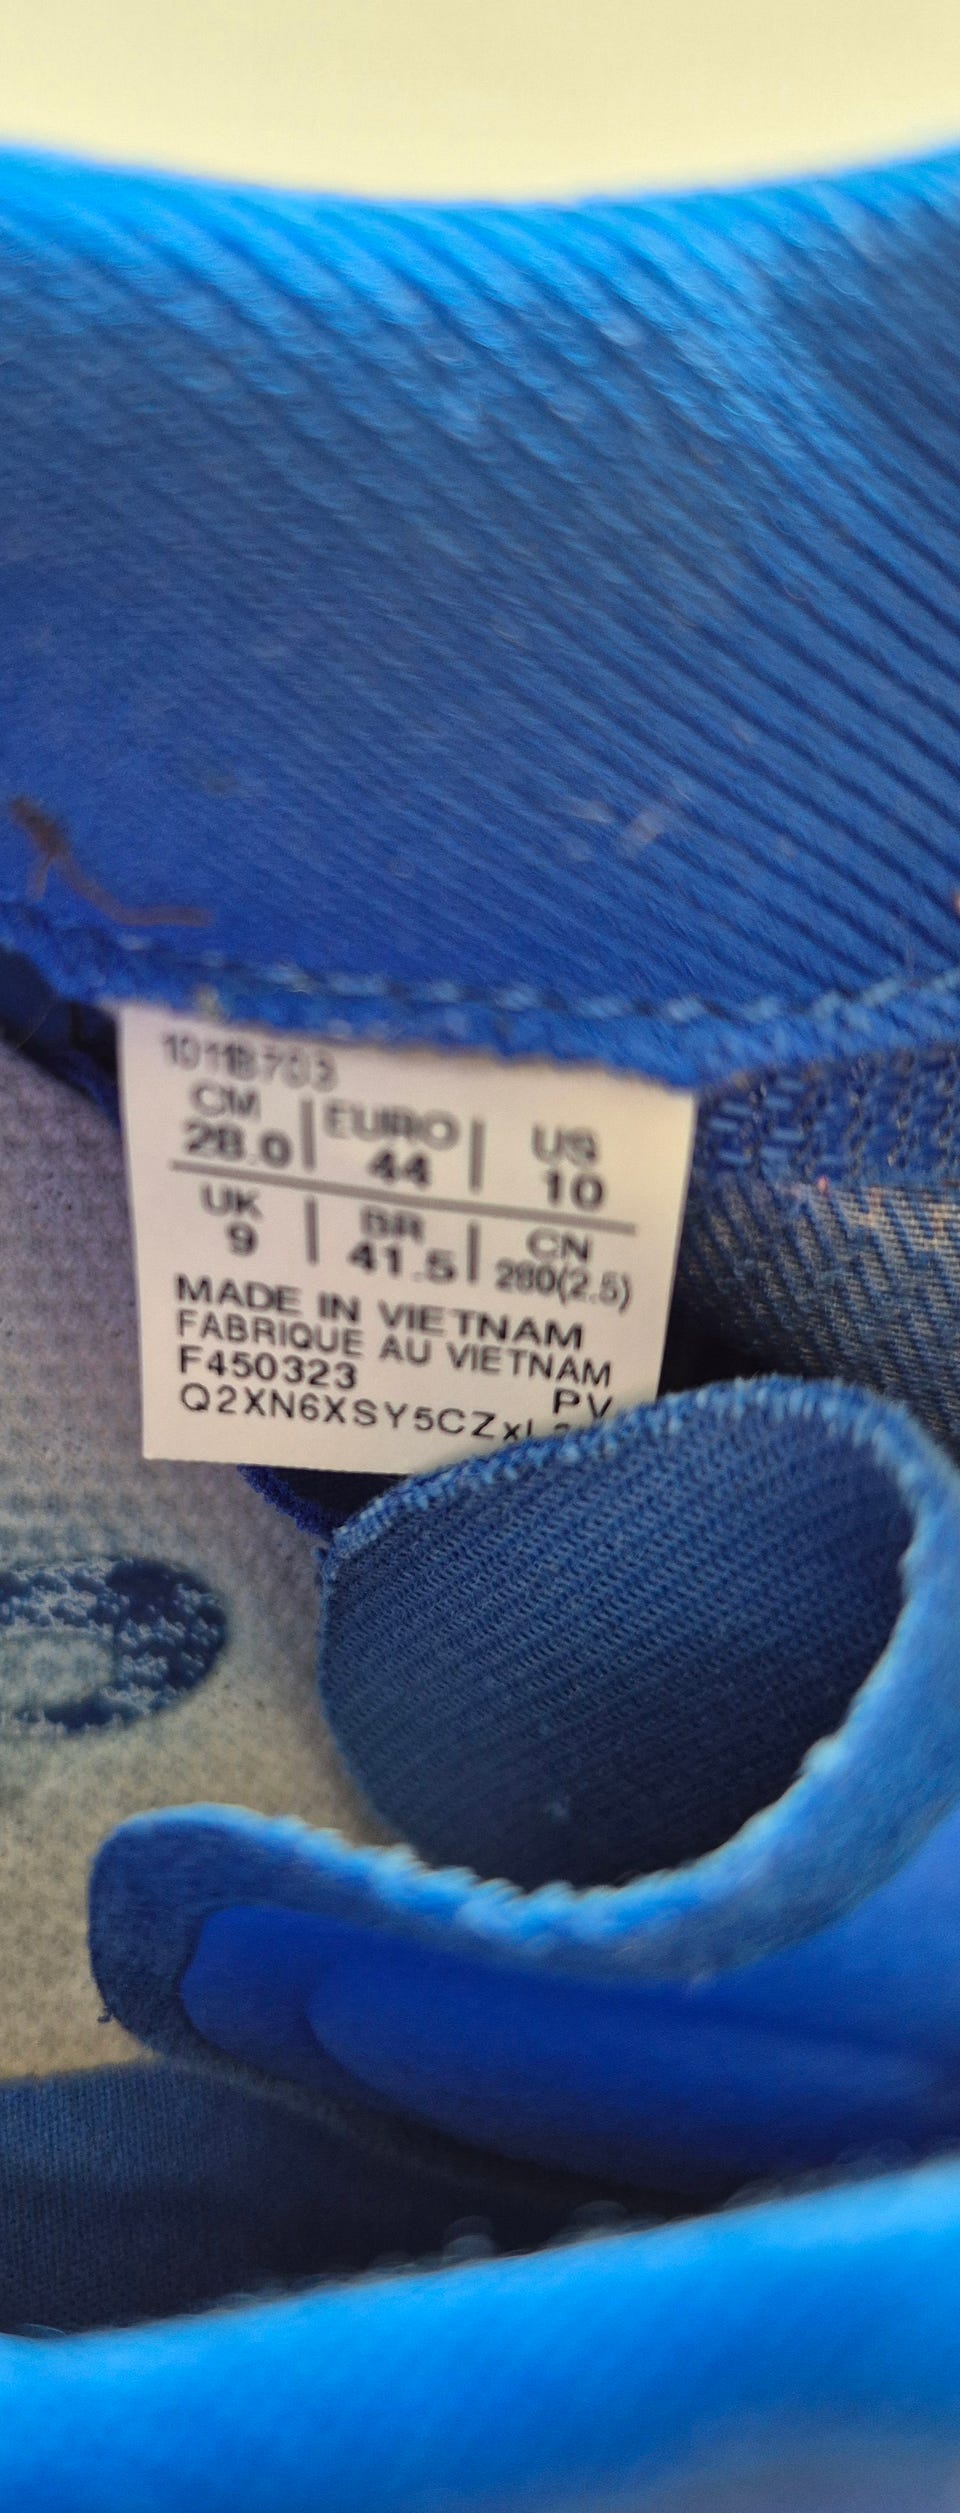 1011B703
CM | EURO | US
28.0 | 44 | 10
UK | BR | CN
9 | 41.5 | 280(2.5)
MADE IN VIETNAM
FABRIQUE AU VIETNAM
F450323 PV